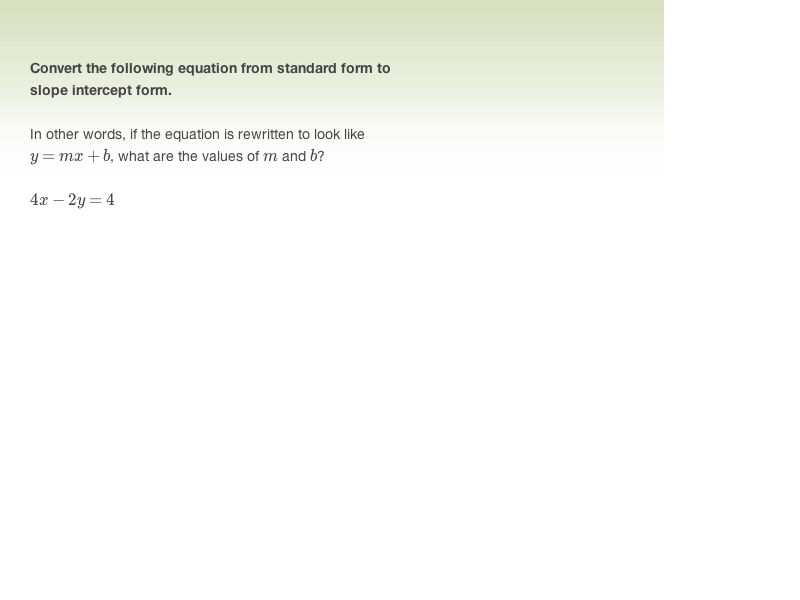 Convert the following equation from standard form to
slope intercept form.
In other words, if the equation is rewritten to look like
y = mx + b, what are the values of m and b?
4x − 2y = 4